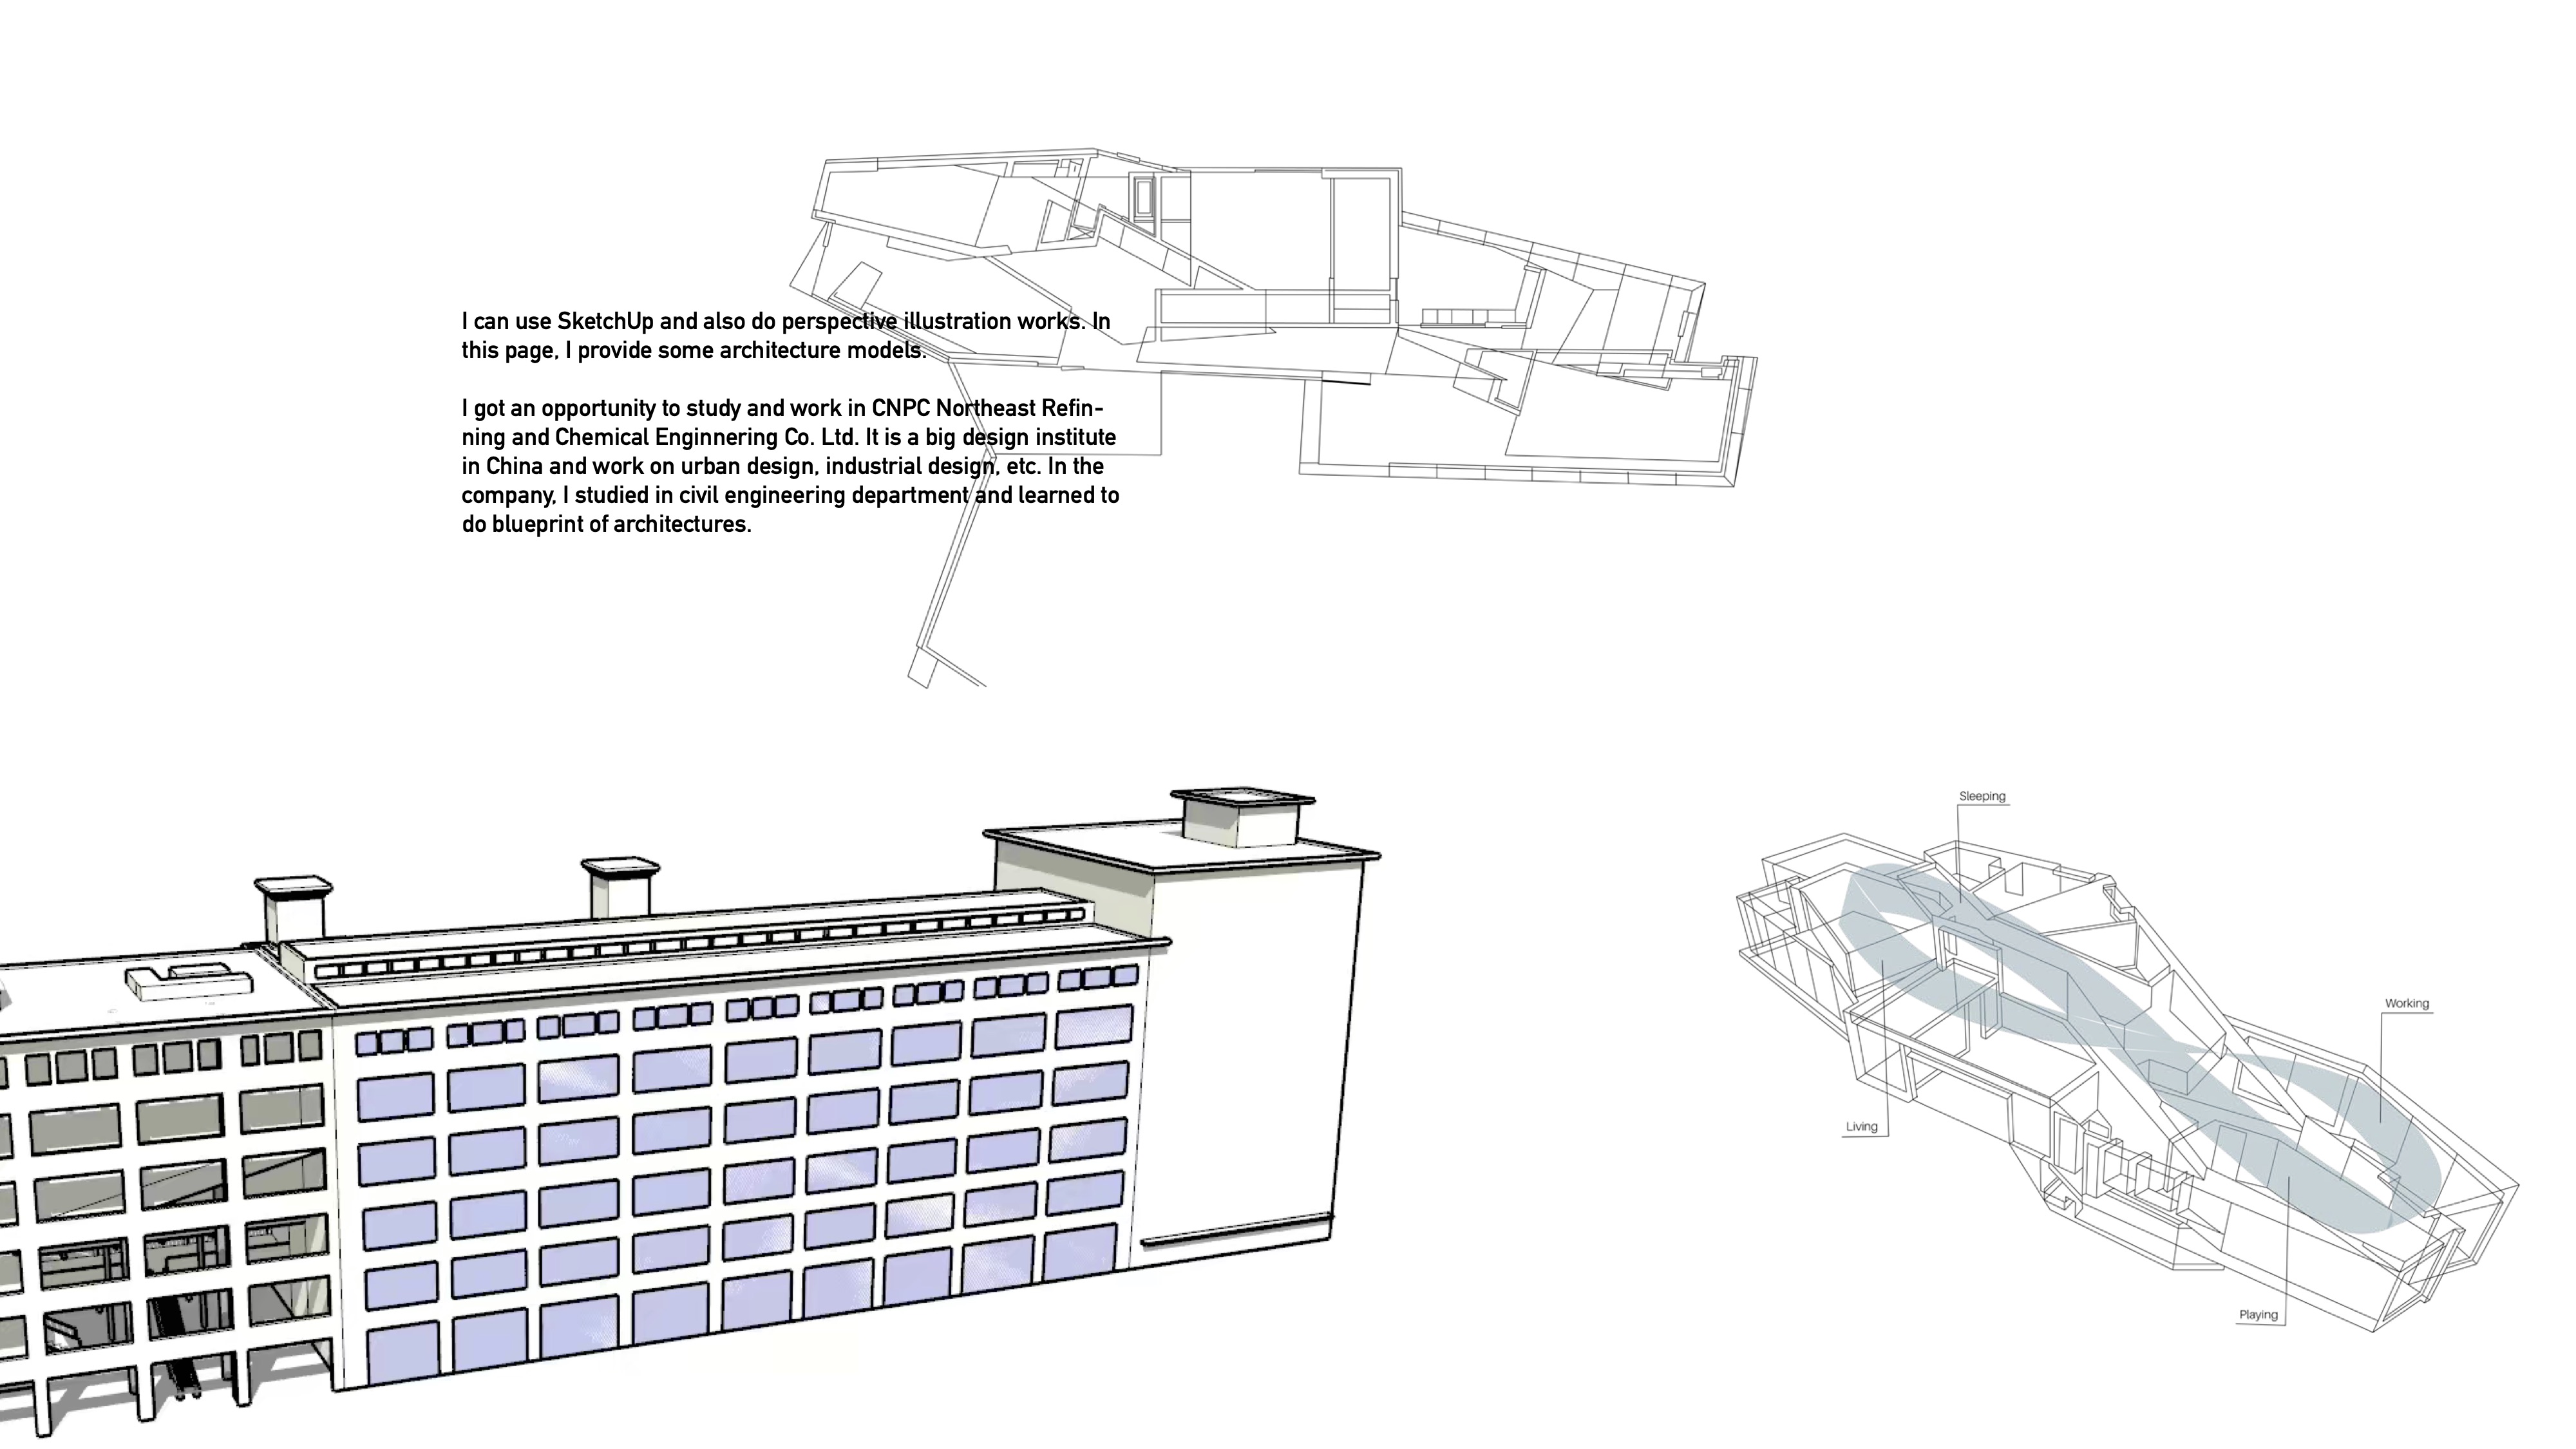 I can use SketchUp and also do perspective illustration works. In
this page, I provide some architecture models.
I got an opportunity to study and work in CNPC Northeast Refin-
ning and Chemical Enginnering Co. Ltd. It is a big design institute
in China and work on urban design, industrial design, etc. In the
company, I studied in civil engineering department and learned to
do blueprint of architectures.
Sleeping
Working
Living
Playing